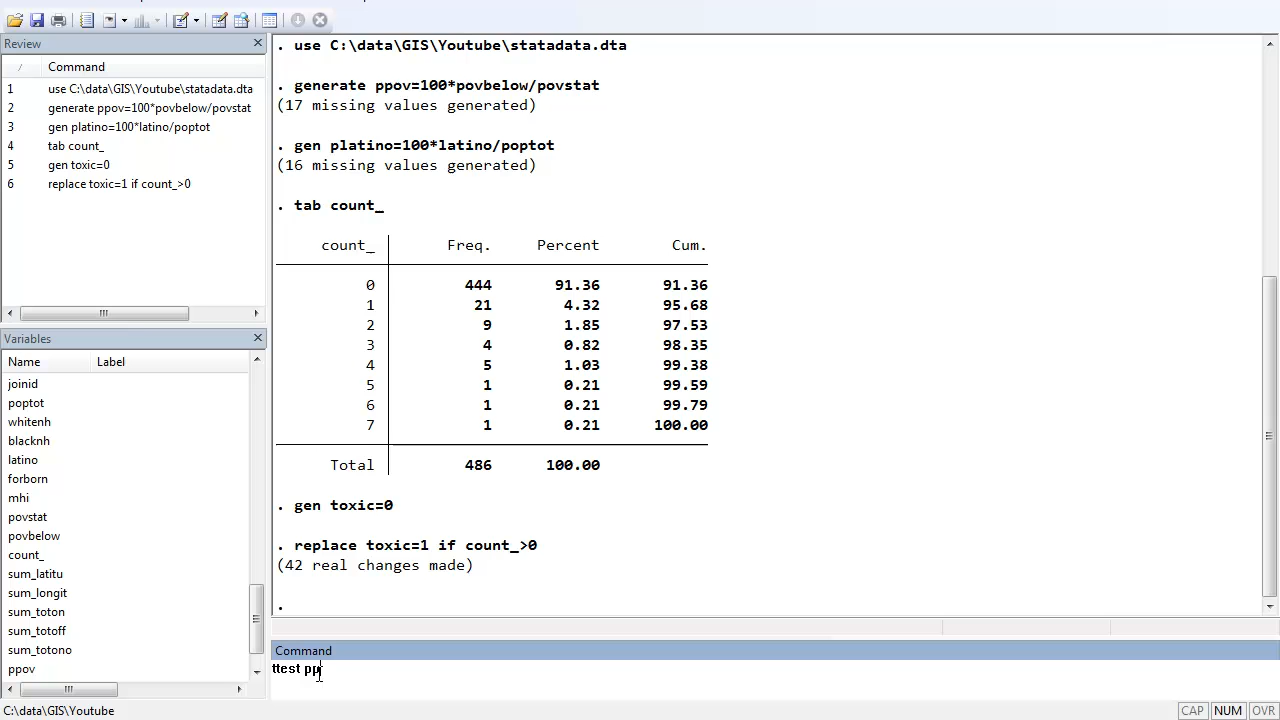 Review
Command
1 use C:\data\GIS\Youtube\statadata.dta
2 generate ppov=100*povbelow/povstat
3 gen platino=100*latino/poptot
4 tab count_
5 gen toxic=0
6 replace toxic=1 if count_>0
Variables
Name Label
joinid
poptot
whitenh
blacknh
latino
forborn
mhi
povstat
povbelow
count_
sum_latitu
sum_longit
sum_toton
sum_totoff
sum_totono
ppov
. use C:\data\GIS\Youtube\statadata.dta
. generate ppov=100*povbelow/povstat
(17 missing values generated)
. gen platino=100*latino/poptot
(16 missing values generated)
. tab count_
count_ Freq. Percent Cum.
0 444 91.36 91.36
1 21 4.32 95.68
2 9 1.85 97.53
3 4 0.82 98.35
4 5 1.03 99.38
5 1 0.21 99.59
6 1 0.21 99.79
7 1 0.21 100.00
Total 486 100.00
. gen toxic=0
. replace toxic=1 if count_>0
(42 real changes made)
.
Command
ttest pp
C:\data\GIS\Youtube
CAP NUM OVR